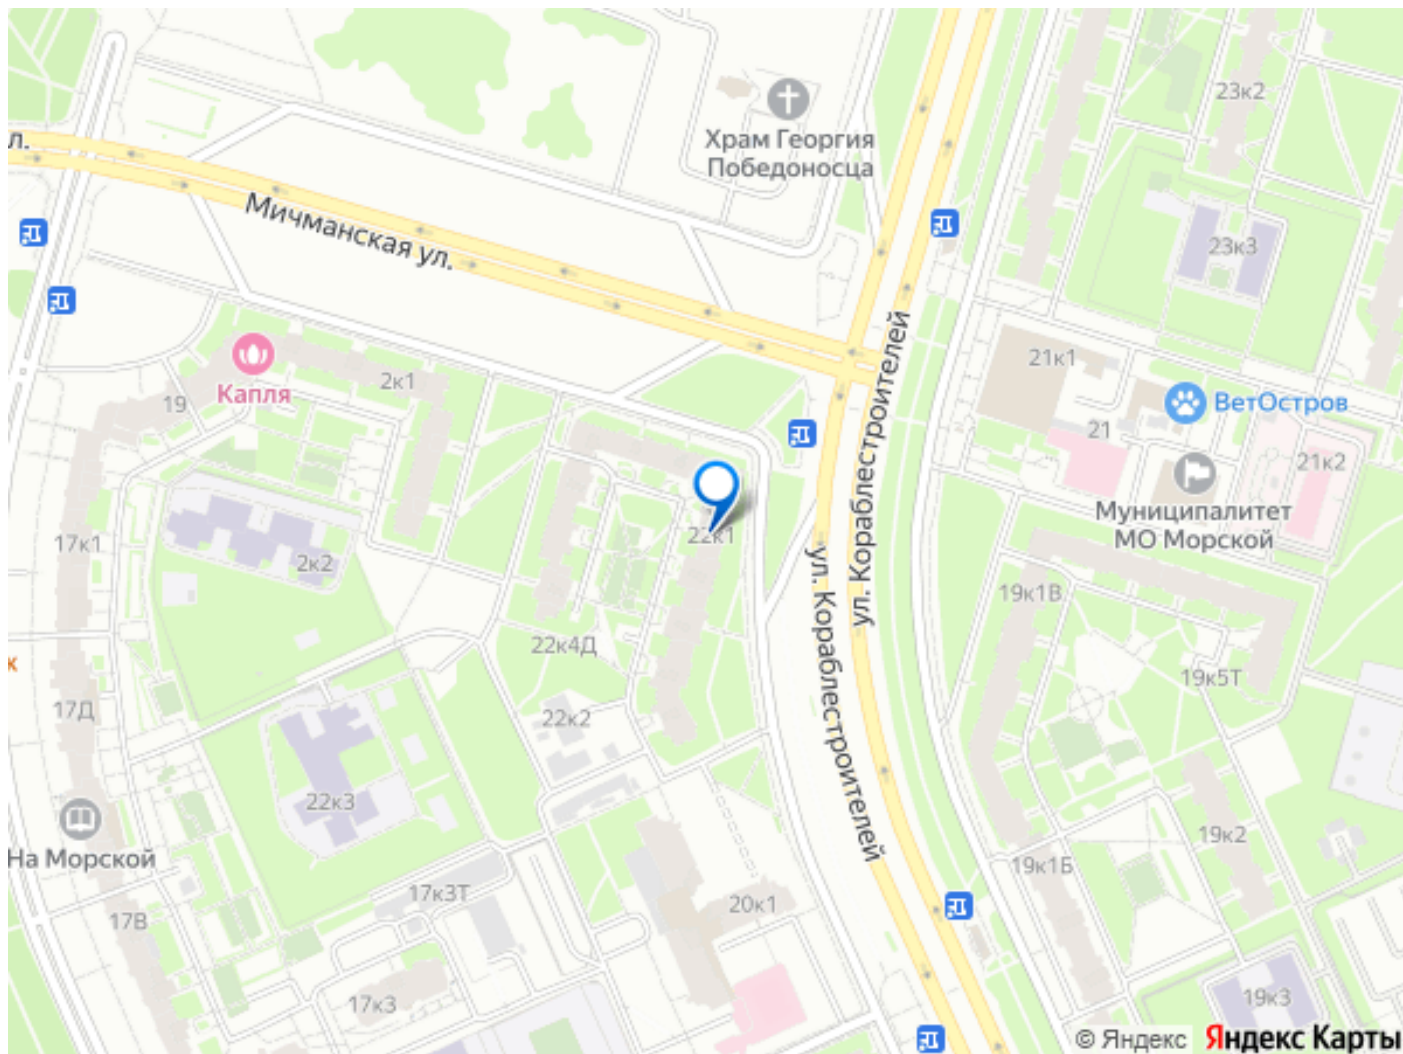 23к2
Храм Георгия
Победоносца
л.
Мичманская ул.
23к3
ул. Кораблестроителей
21к1
2к1
Капля
19
ВетОстров
21
21к2
Муниципалитет
МО Морской
22к1
17к1
2к2
ул. Кораблестроителей
19к1В
22к4Д
х
19к5Т
17Д
22к2
22к3
19к2
На Морской
19к1Б
17к3Т
20к1
17В
17к3
19к3
© Яндекс Яндекс Карты